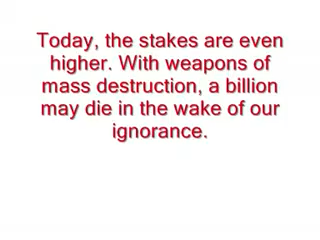 Today, the stakes are even
higher. With weapons of
mass destruction, a billion
may die in the wake of our
ignorance.